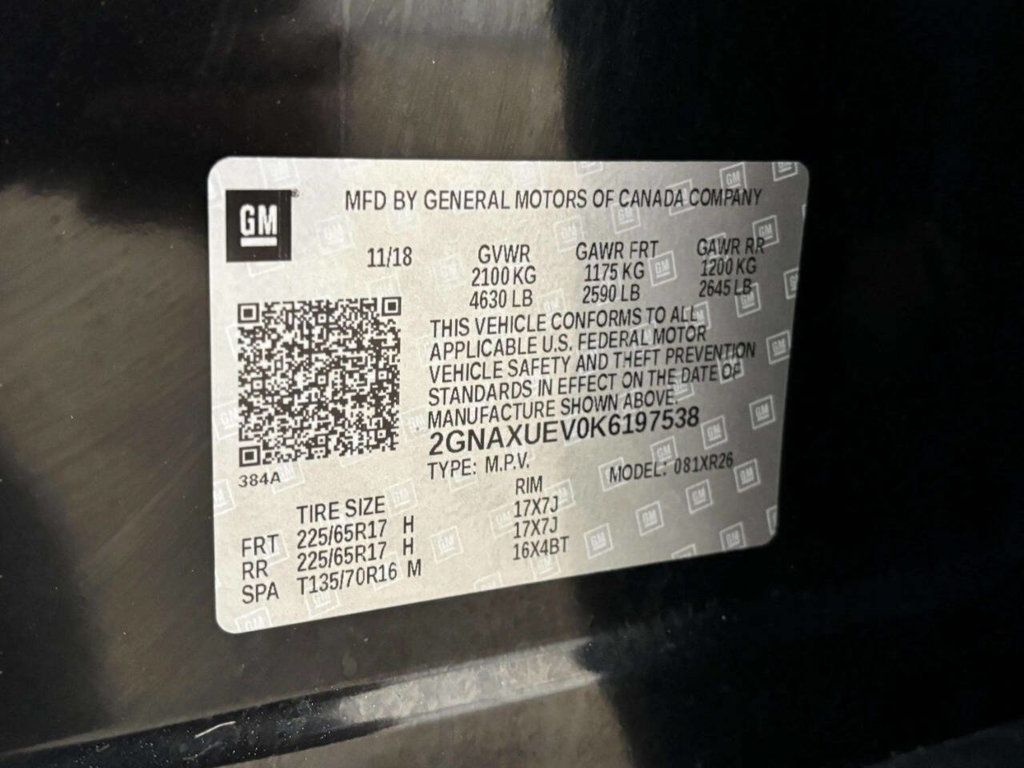 GM
MFD BY GENERAL MOTORS OF CANADA COMPANY
11/18 GVWR GAWR FRT GAWR RR
2100 KG 1175 KG 1200 KG
4630 LB 2590 LB 2645 LB
THIS VEHICLE CONFORMS TO ALL
APPLICABLE U.S. FEDERAL MOTOR
VEHICLE SAFETY AND THEFT PREVENTION
STANDARDS IN EFFECT ON THE DATE OF
MANUFACTURE SHOWN ABOVE.
2GNAXUEV0K6197538
384A
TYPE: M.P.V. MODEL: 081XR26
TIRE SIZE RIM
FRT 225/65R17 H 17X7J
RR 225/65R17 H 17X7J
SPA T135/70R16 M 16X4BT